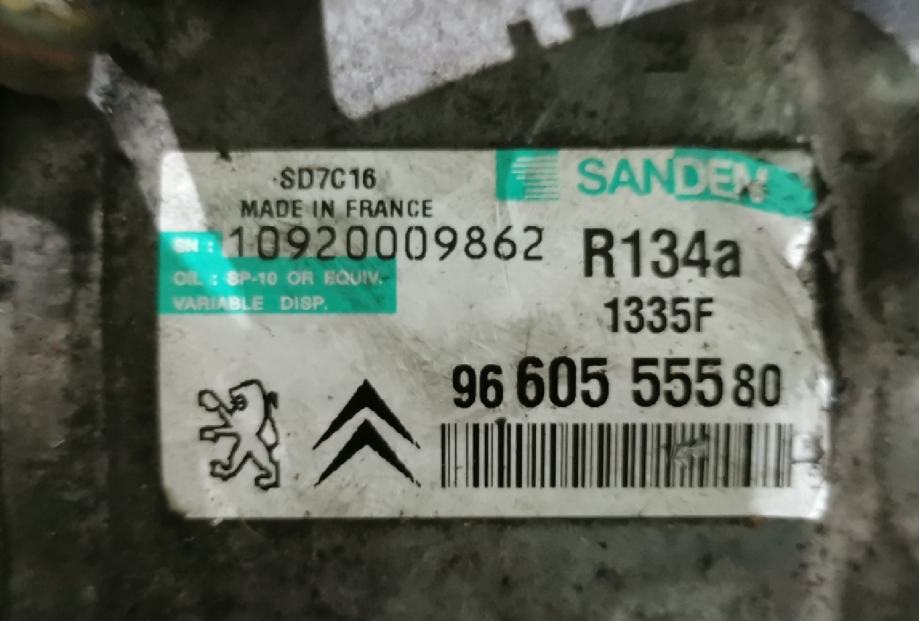 SD7C16
SANDEN
MADE IN FRANCE
SN : 10920009862
R134a
OIL : SP-10 OR EQUIV.
VARIABLE DISP.
1335F
96 605 555 80